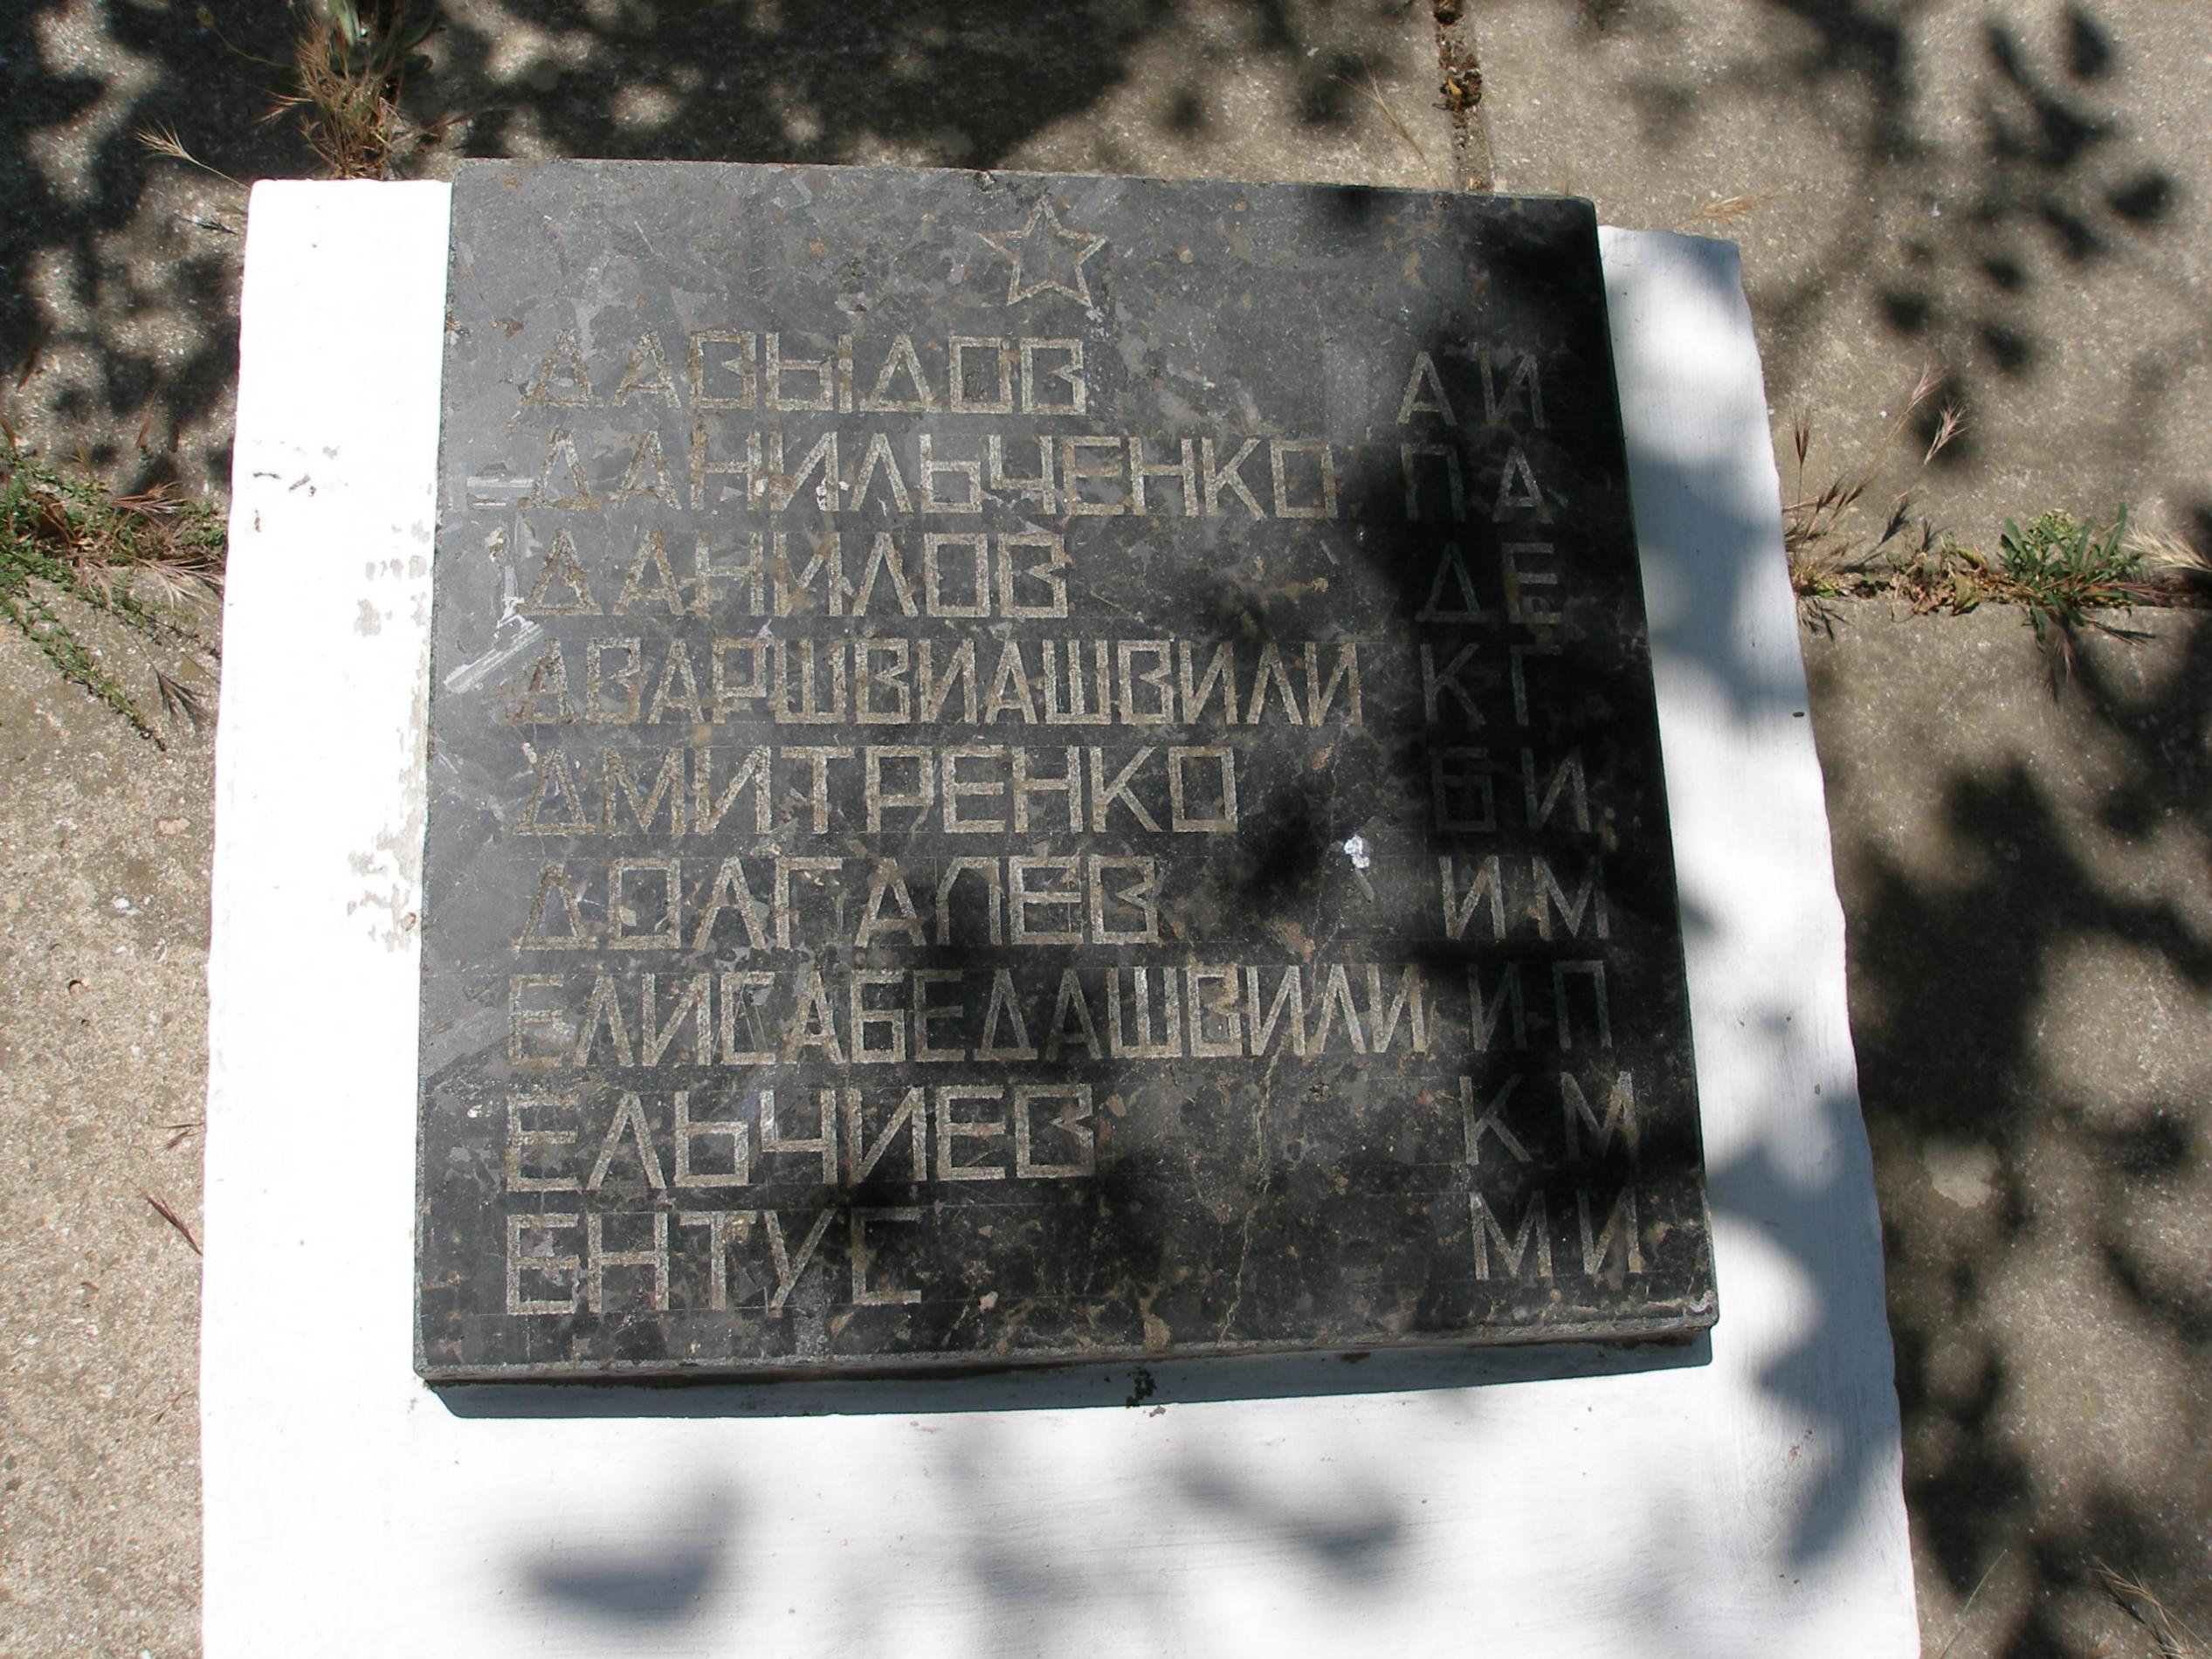 ДАВЫДОВ А И
ДАНИЛЬЧЕНКО П А
ДАНИЛОВ Д Е
ДВАРШВИАШВИЛИ К Г
ДМИТРЕНКО Б И
ДОЛГАЛЕВ И М
ЕЛИСАБЕДАШВИЛИ И П
ЕЛЬЧИЕВ К М
ЕНТУС М И